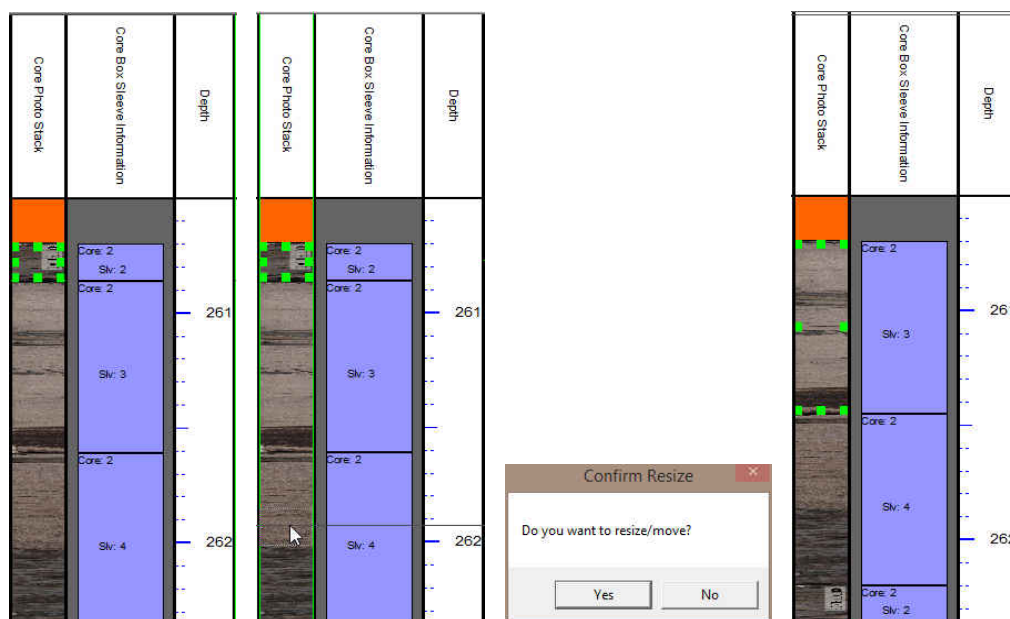 Core Photo Stack
Core Box Sleeve Information
Depth
Core: 2
Slv: 2
Core: 2
261
Slv: 3
Core: 2
Slv: 4
262
Core Photo Stack
Core Box Sleeve Information
Depth
Core: 2
Slv: 2
Core: 2
261
Slv: 3
Core: 2
Slv: 4
262
Confirm Resize
Do you want to resize/move?
Yes
No
Core Photo Stack
Core Box Sleeve Information
Depth
Core: 2
Slv: 3
Core: 2
Slv: 4
Core: 2
Slv: 2